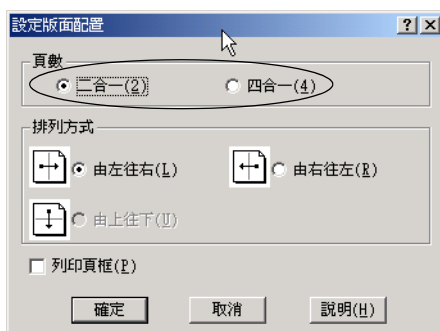 設定版面配置
頁數
二合一(2) 四合一(4)
排列方式
由左往右(L) 由右往左(R)
由上往下(U)
列印頁框(P)
確定 取消 說明(H)